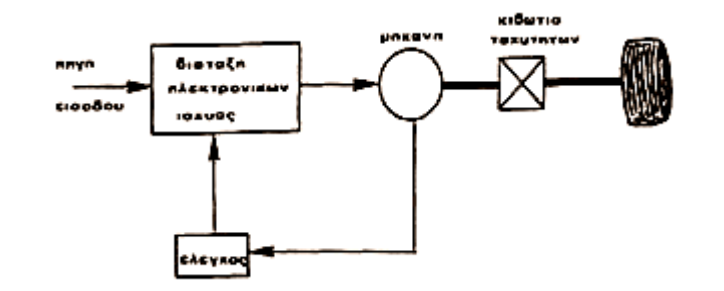 πηγη
εισοδου
διαταξη
ηλεκτρονικων
ισχυος
μηχανη
κιβωτιο
ταχυτητων
ελεγχος